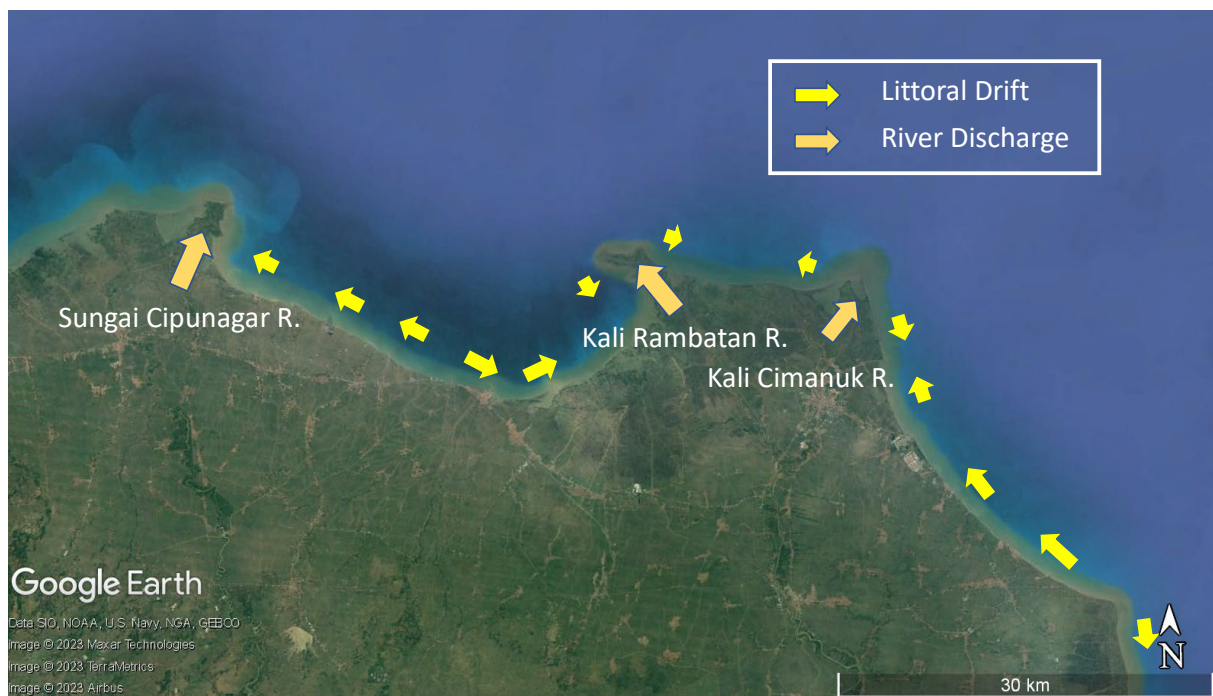 Littoral Drift
River Discharge
Sungai Cipunagar R.
Kali Rambatan R.
Kali Cimanuk R.
Google Earth
Data SIO, NOAA, U.S. Navy, NGA, GEBCO
Image © 2023 Maxar Technologies
Image © 2023 TerraMetrics
Image © 2023 Airbus
N
30 km